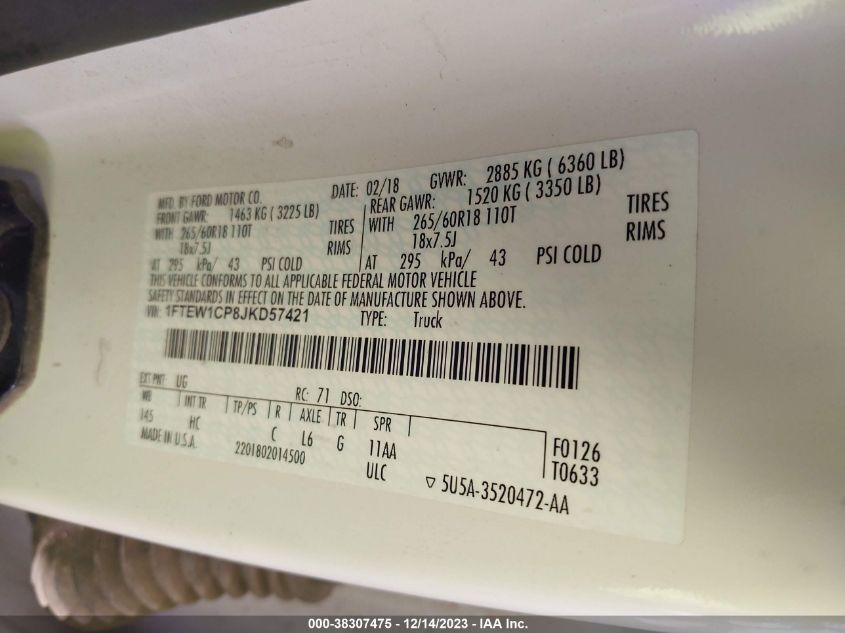 MFD. BY FORD MOTOR CO. DATE: 02/18 GVWR: 2885 KG ( 6360 LB)
FRONT GAWR: 1463 KG ( 3225 LB) REAR GAWR: 1520 KG ( 3350 LB)
WITH 265/60R18 110T TIRES WITH 265/60R18 110T TIRES
18x7.5J RIMS 18x7.5J RIMS
AT 295 kPa/ 43 PSI COLD AT 295 kPa/ 43 PSI COLD
THIS VEHICLE CONFORMS TO ALL APPLICABLE FEDERAL MOTOR VEHICLE
SAFETY STANDARDS IN EFFECT ON THE DATE OF MANUFACTURE SHOWN ABOVE.
VIN: 1FTEW1CP8JKD57421 TYPE: Truck
EXT PNT: UG RC: 71 DSO:
WB INT TR TP/PS R AXLE TR SPR
145 HC C L6 G 11AA F0126
MADE IN U.S.A. 2201802014500 ULC T0633
▽ 5U5A-3520472-AA
000-38307475 - 12/14/2023 - IAA Inc.